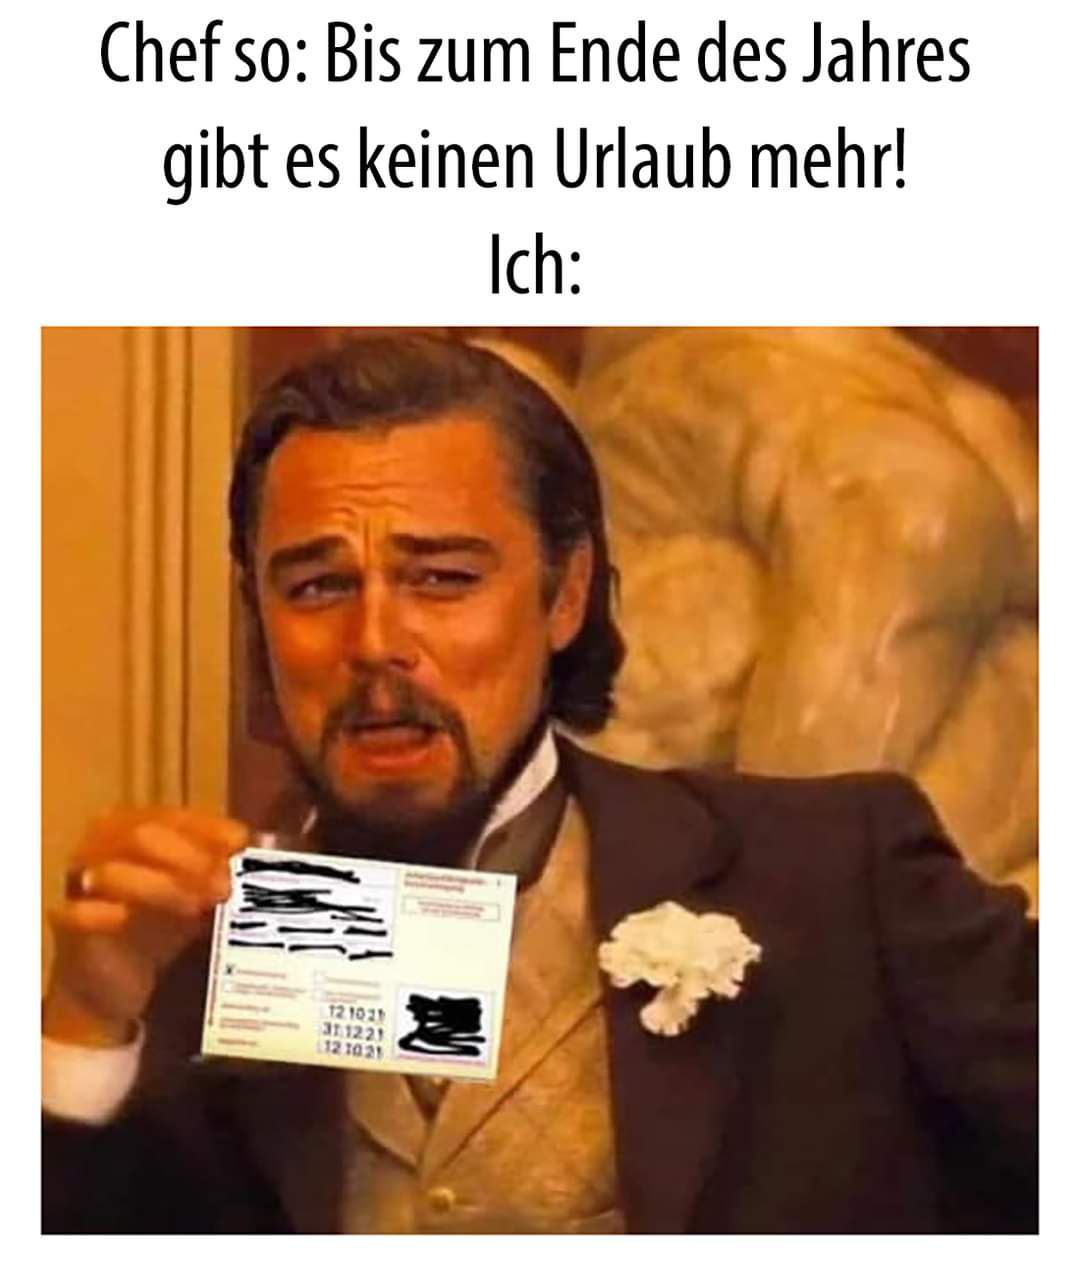 Chef so: Bis zum Ende des Jahres
gibt es keinen Urlaub mehr!
Ich:
12 10 21
31.12 21
12 10 21